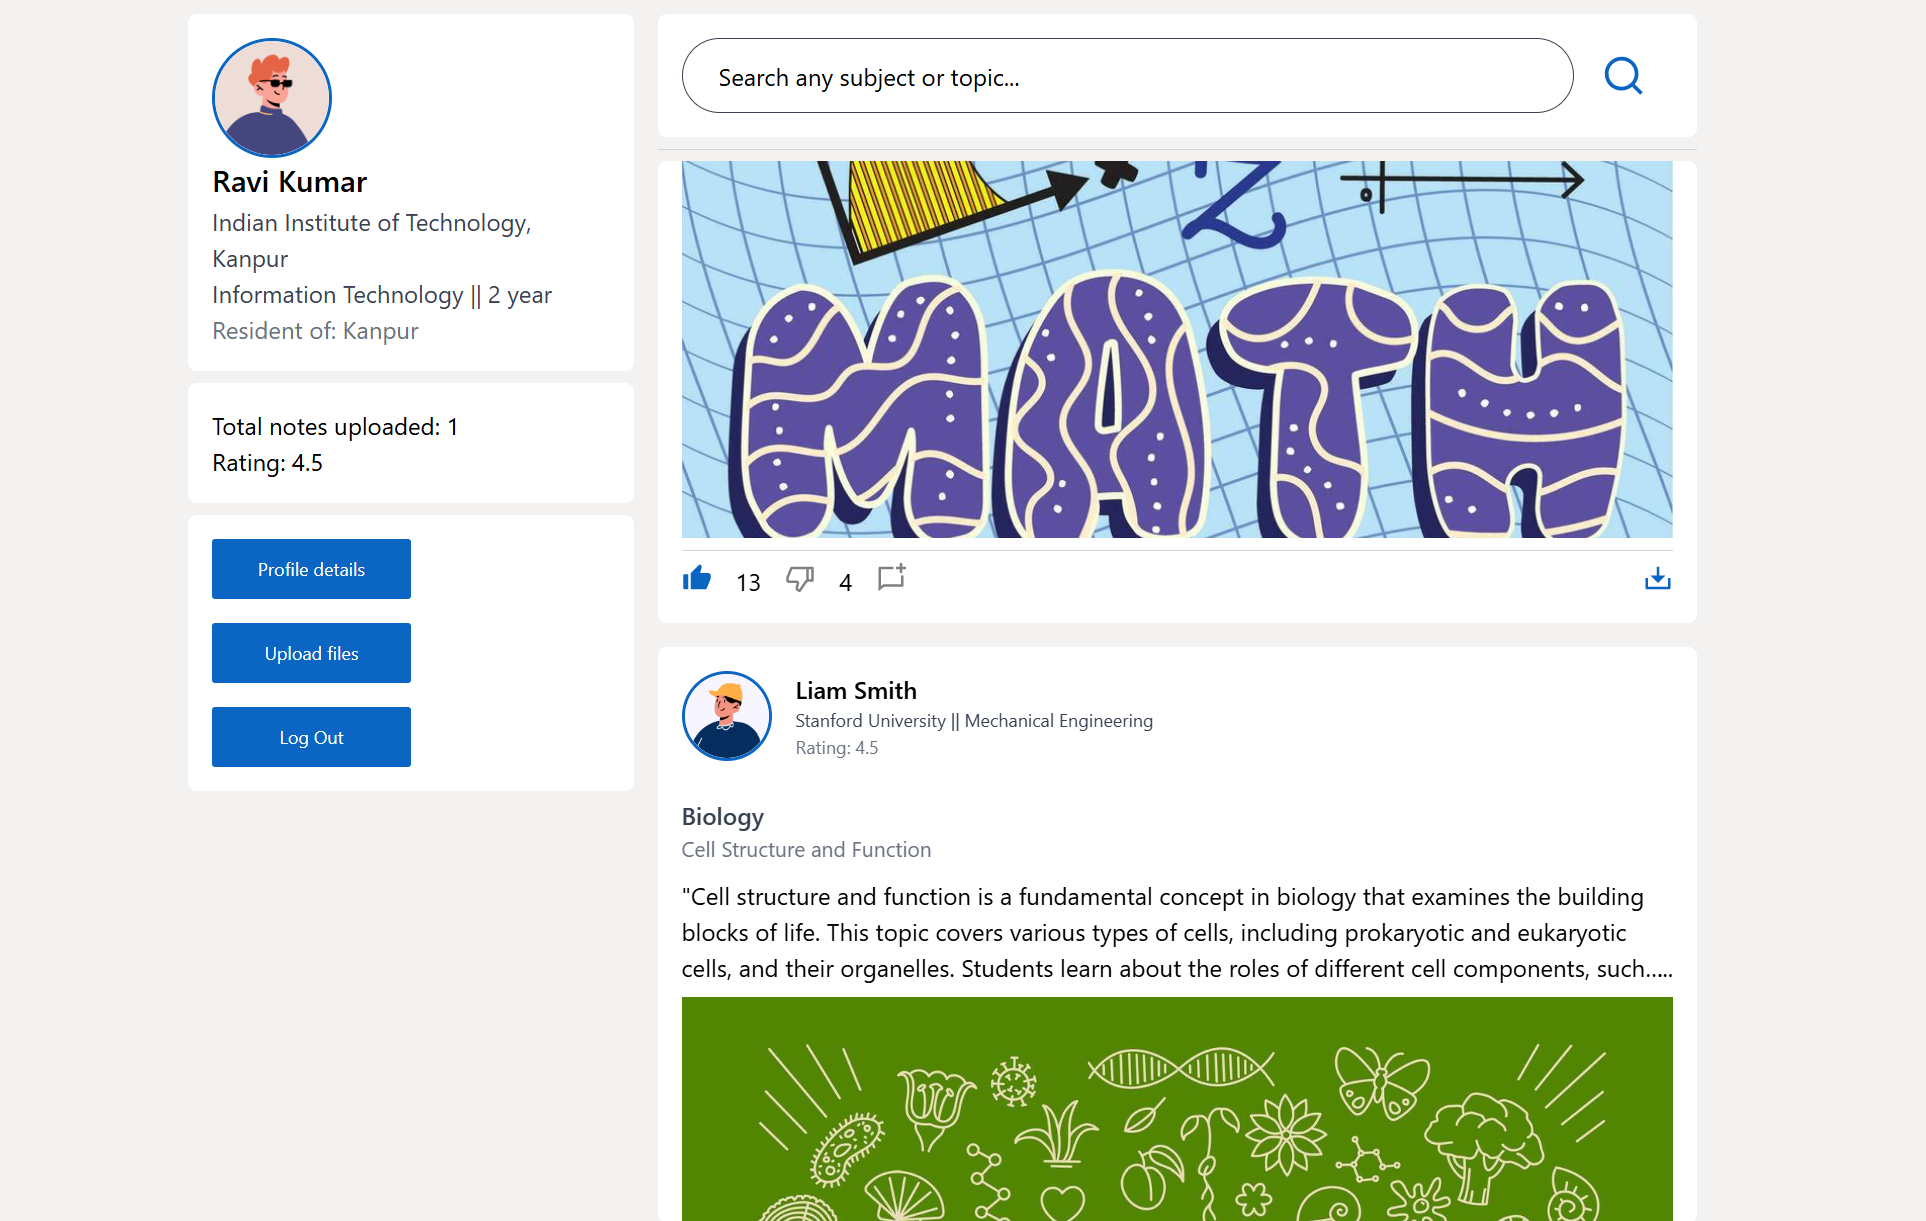 Ravi Kumar
Indian Institute of Technology,
Kanpur
Information Technology || 2 year
Resident of: Kanpur
Total notes uploaded: 1
Rating: 4.5
Profile details
Upload files
Log Out
Search any subject or topic...
MATH
13 4
Liam Smith
Stanford University || Mechanical Engineering
Rating: 4.5
Biology
Cell Structure and Function
"Cell structure and function is a fundamental concept in biology that examines the building
blocks of life. This topic covers various types of cells, including prokaryotic and eukaryotic
cells, and their organelles. Students learn about the roles of different cell components, such.....